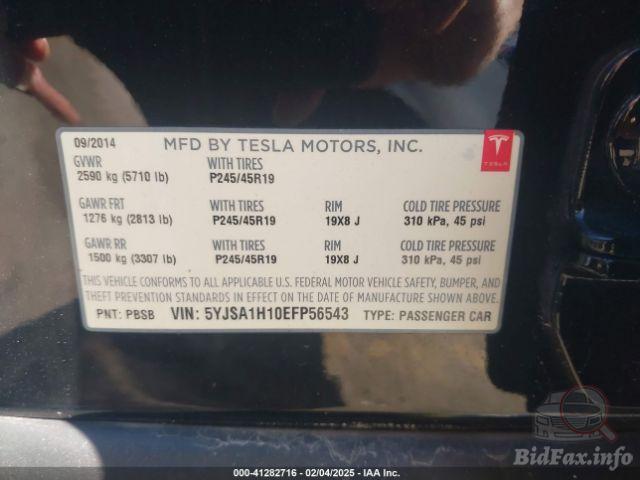 09/2014 MFD BY TESLA MOTORS, INC.
GVWR WITH TIRES
2590 kg (5710 lb) P245/45R19
TESLA
GAWR FRT WITH TIRES RIM COLD TIRE PRESSURE
1276 kg (2813 lb) P245/45R19 19X8 J 310 kPa, 45 psi
GAWR RR WITH TIRES RIM COLD TIRE PRESSURE
1500 kg (3307 lb) P245/45R19 19X8 J 310 kPa, 45 psi
THIS VEHICLE CONFORMS TO ALL APPLICABLE U.S. FEDERAL MOTOR VEHICLE SAFETY, BUMPER, AND
THEFT PREVENTION STANDARDS IN EFFECT ON THE DATE OF MANUFACTURE SHOWN ABOVE.
PNT: PBSB VIN: 5YJSA1H10EFP56543 TYPE: PASSENGER CAR
BidFax.info
000-41282716 - 02/04/2025 - IAA Inc.